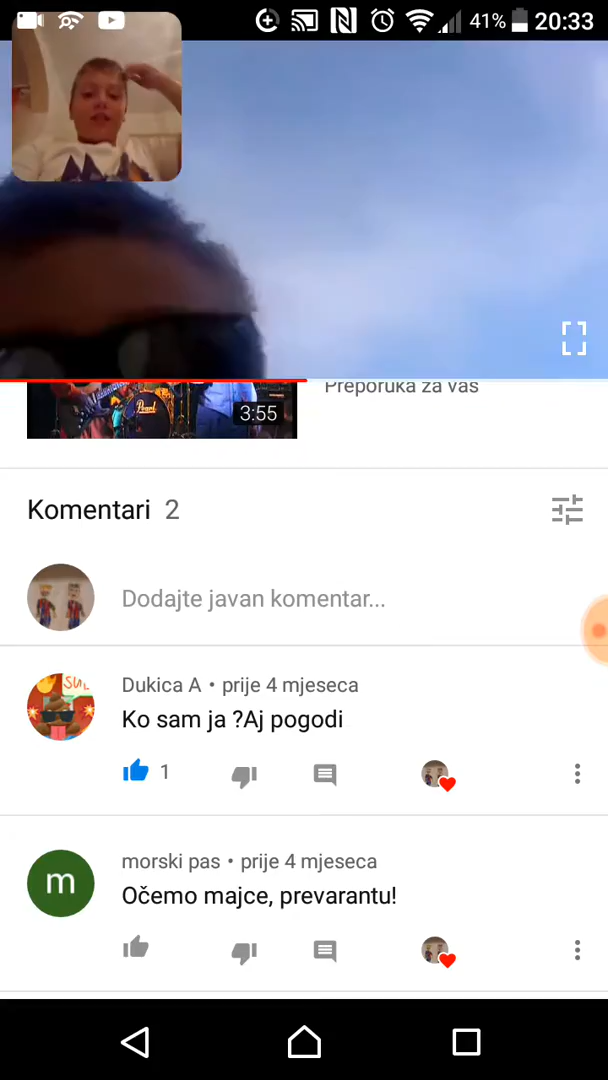 41% 20:33
Pearl
3:55
Preporuka za vas
Komentari 2
Dodajte javan komentar...
Dukica A • prije 4 mjeseca
Ko sam ja ?Aj pogodi
1
m
morski pas • prije 4 mjeseca
Očemo majce, prevarantu!